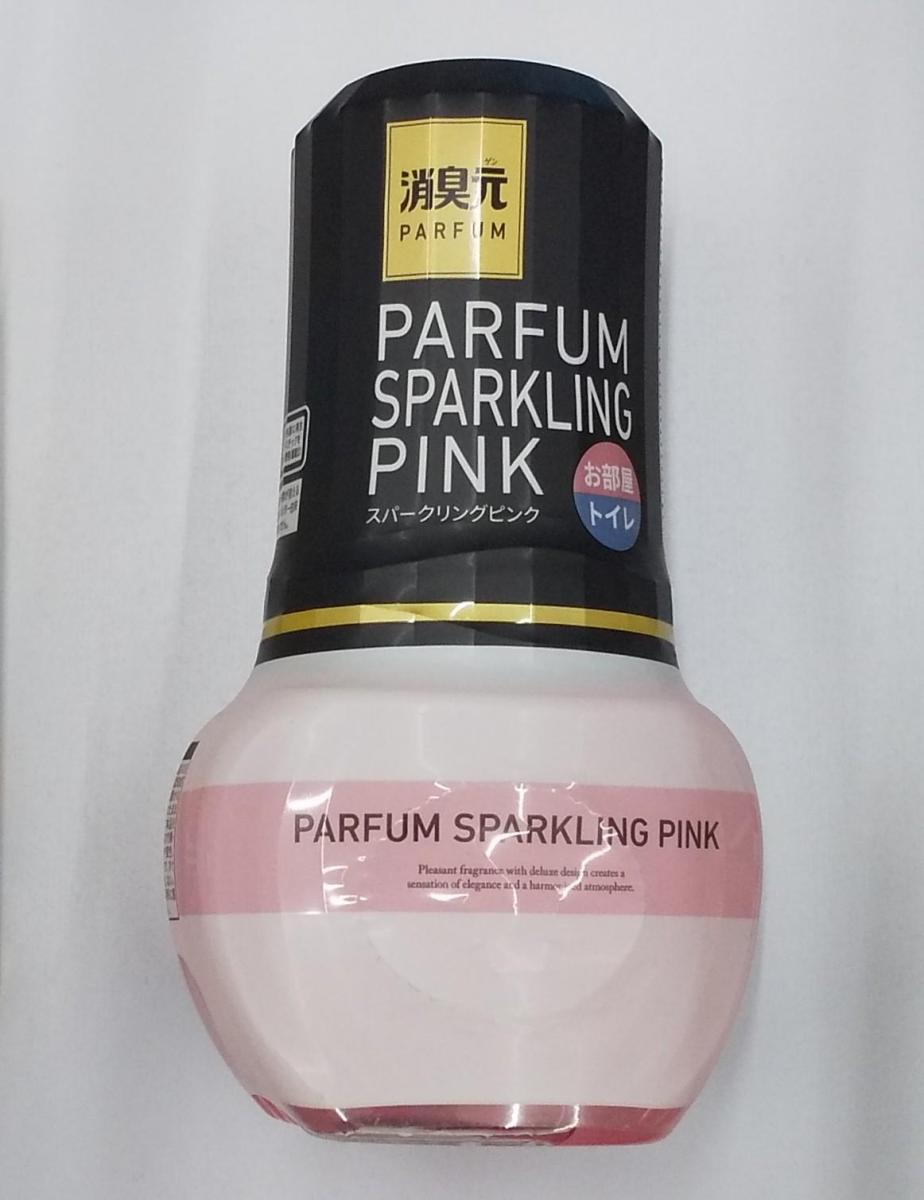 ゲン
消臭元
PARFUM
PARFUM
SPARKLING
PINK
スパークリングピンク
お部屋
トイレ
PARFUM SPARKLING PINK
Pleasant fragrance with deluxe design creates a
sensation of elegance and a harmonized atmosphere.